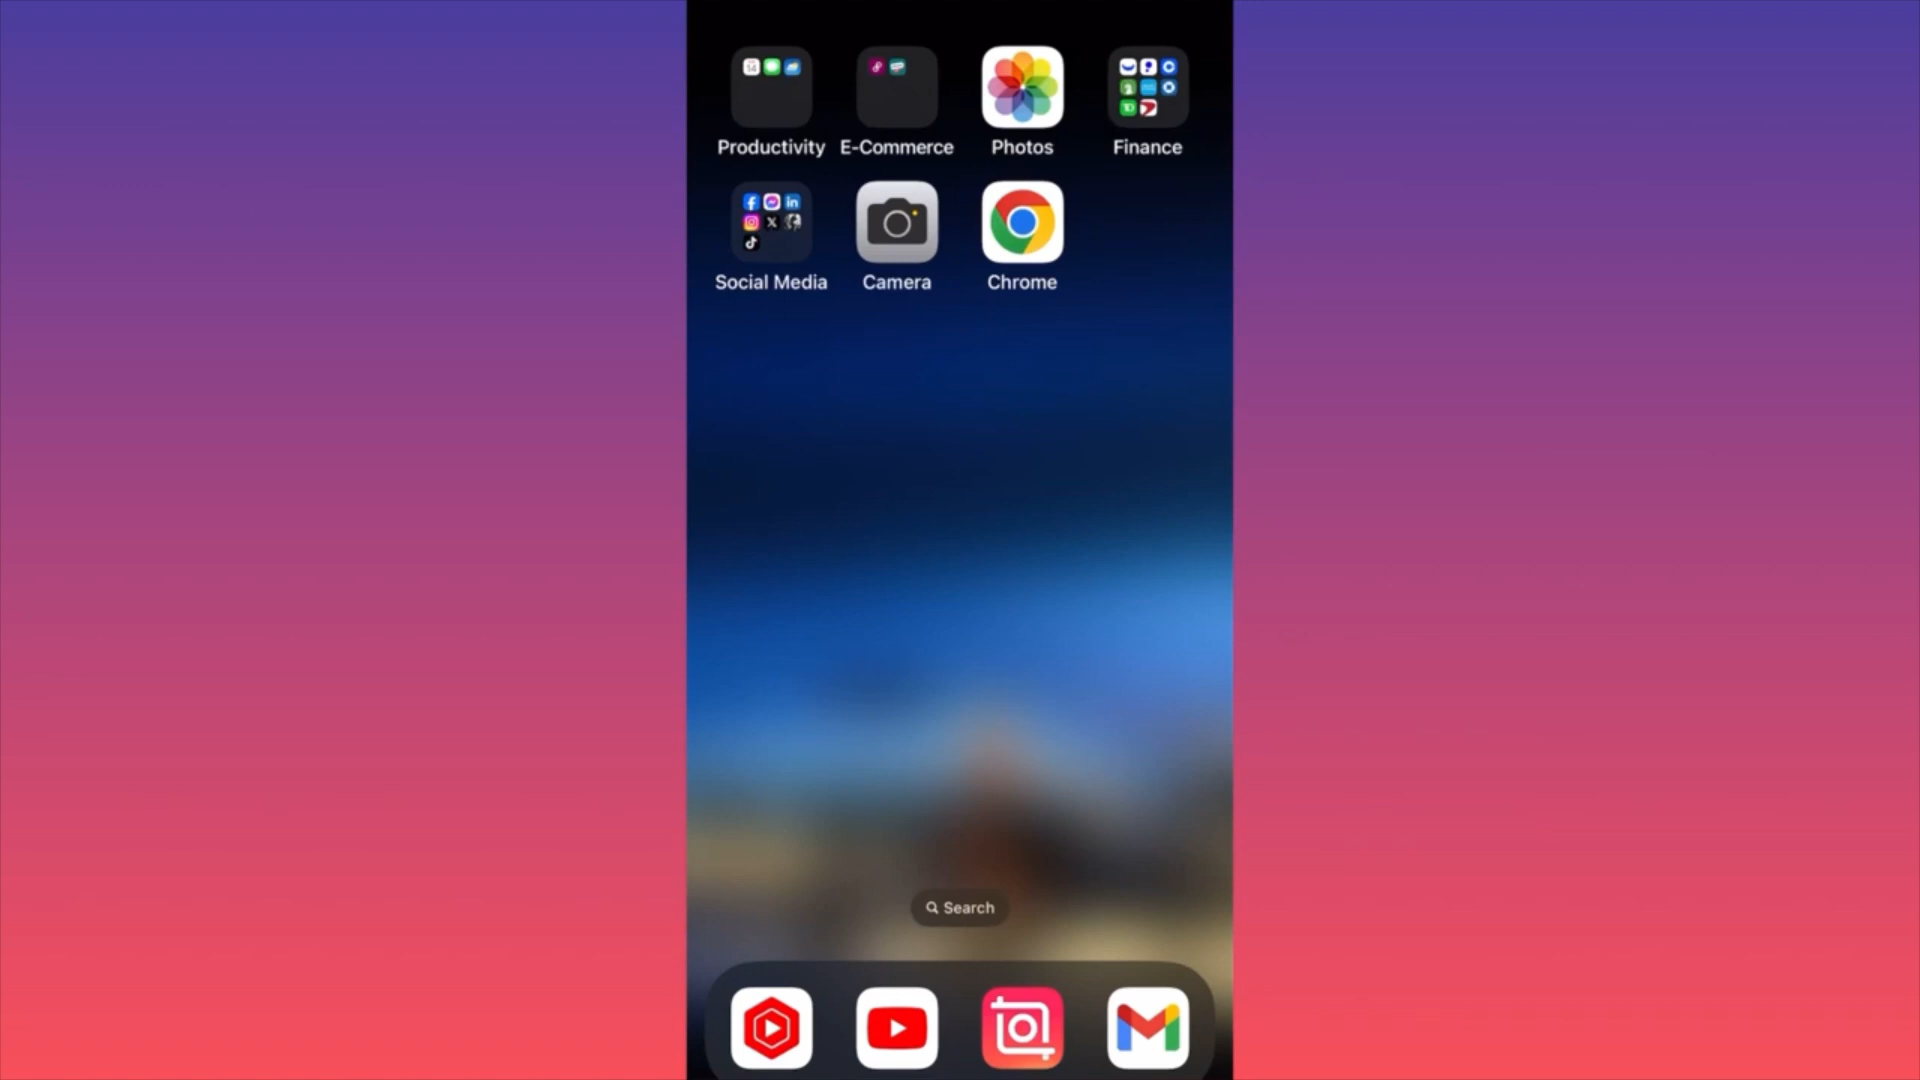 Productivity E-Commerce Photos Finance
Social Media Camera Chrome
Search